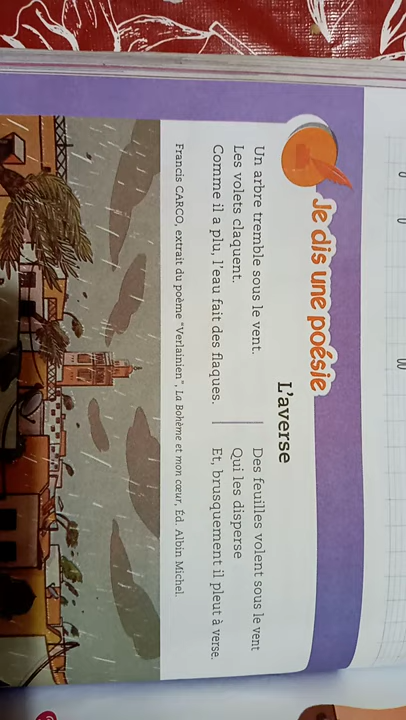 Je dis une poésie
L'averse
Un arbre tremble sous le vent.
Les volets claquent.
Comme il a plu, l'eau fait des flaques.
Des feuilles volent sous le vent
Qui les disperse
Et, brusquement il pleut à verse.
Francis CARCO, extrait du poème "Verlainien", La Bohème et mon cœur, Éd. Albin Michel.